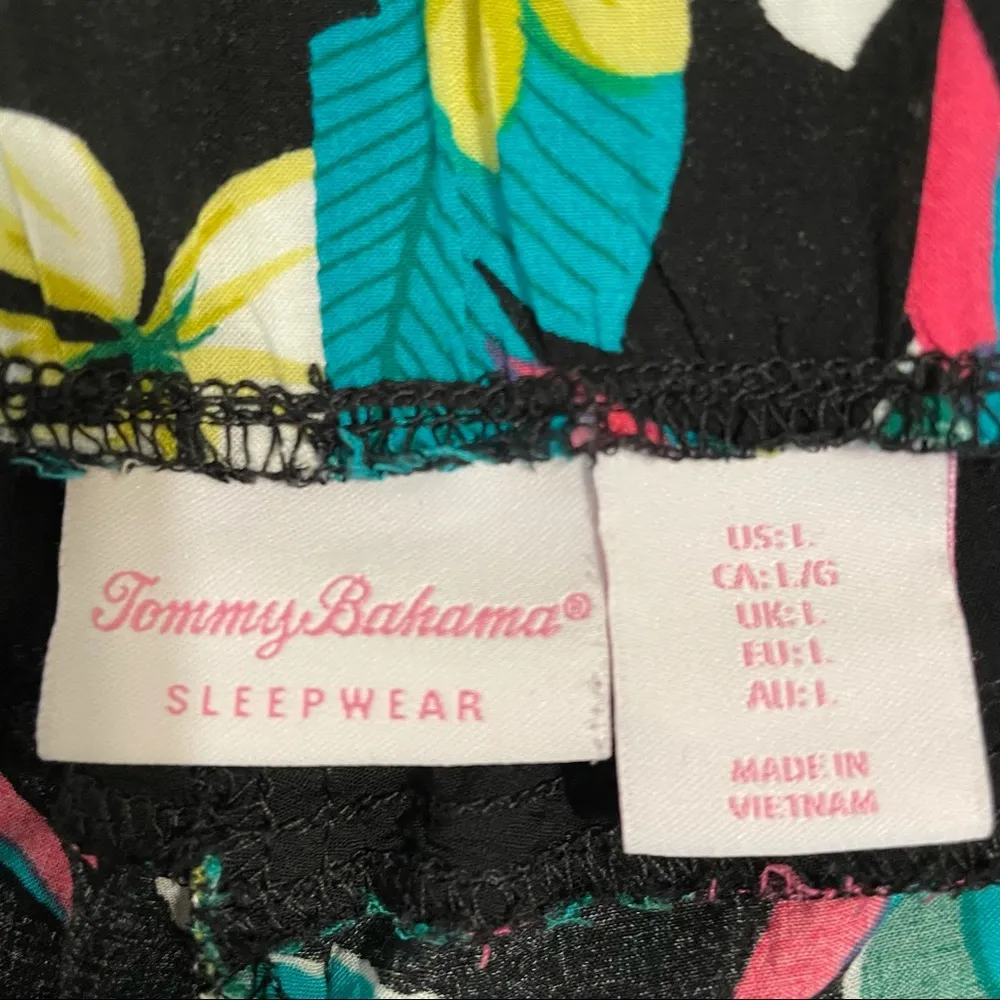 Tommy Bahama®
SLEEPWEAR
US: L
CA: L/G
UK: L
EU: L
AU: L
MADE IN
VIETNAM